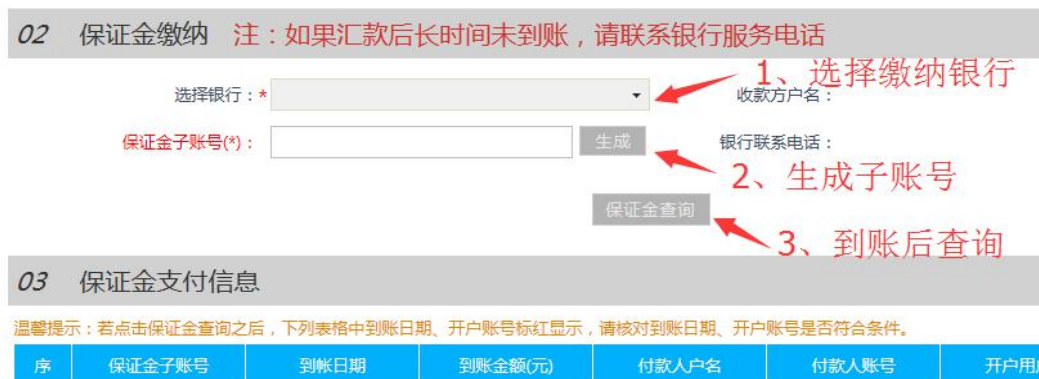 02 保证金缴纳 注：如果汇款后长时间未到账，请联系银行服务电话
1、选择缴纳银行
选择银行：* 收款方户名：
保证金子账号(*)： 生成 银行联系电话：
2、生成子账号
保证金查询
3、到账后查询
03 保证金支付信息
温馨提示：若点击保证金查询之后，下列表格中到账日期、开户账号标红显示，请核对到账日期、开户账号是否符合条件。
序 保证金子账号 到帐日期 到账金额(元) 付款人户名 付款人账号 开户用